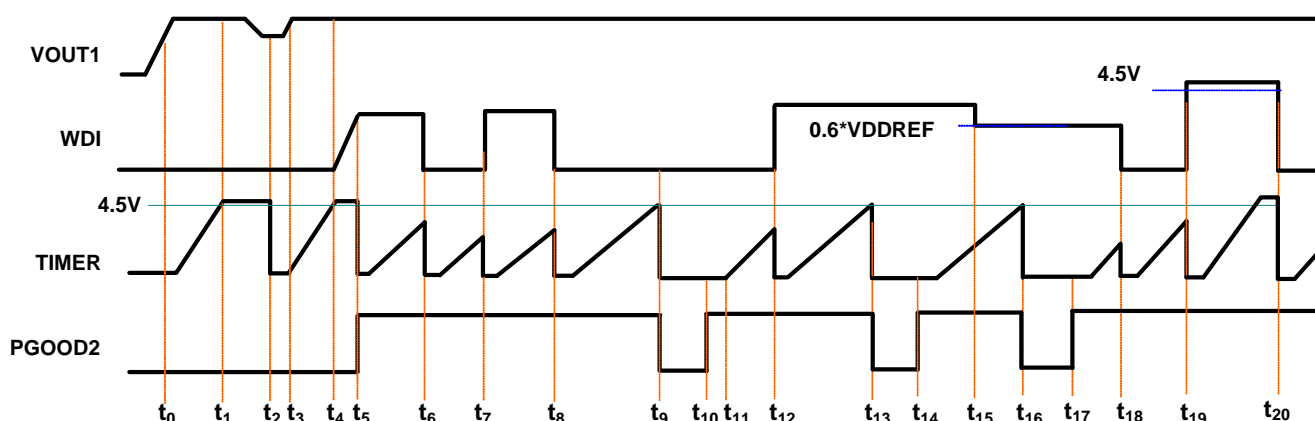 VOUT1
4.5V
WDI
0.6*VDDREF
4.5V
TIMER
PGOOD2
t0 t1 t2 t3 t4 t5 t6 t7 t8 t9 t10 t11 t12 t13 t14 t15 t16 t17 t18 t19 t20